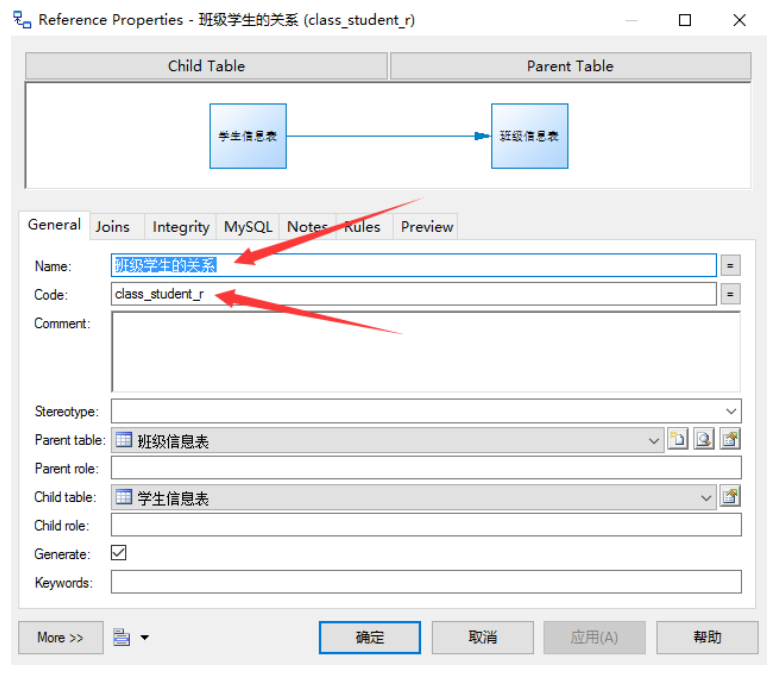 Reference Properties - 班级学生的关系 (class_student_r)
Child Table
Parent Table
学生信息表
班级信息表
General Joins Integrity MySQL Notes Rules Preview
Name: 班级学生的关系 =
Code: class_student_r =
Comment:
Stereotype:
Parent table: 班级信息表
Parent role:
Child table: 学生信息表
Child role:
Generate:
Keywords:
More >> 确定 取消 应用(A) 帮助